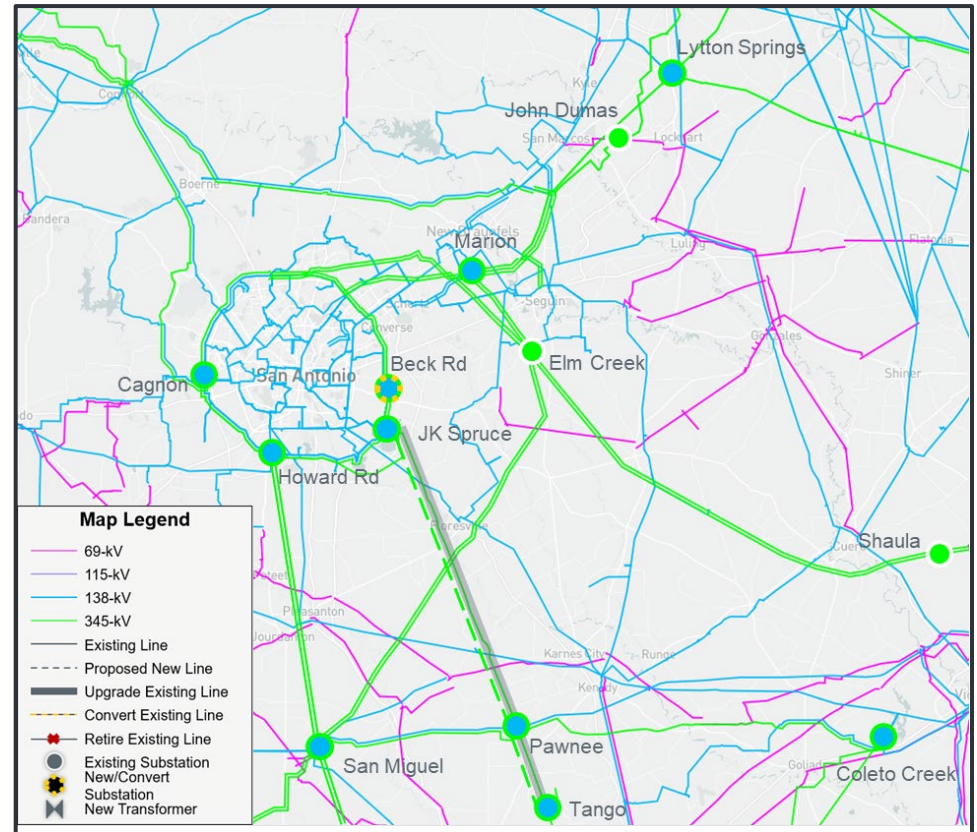 Lytton Springs
Kyle
John Dumas
San Marcos
Lockhart
Boerne
Bandera
New Braunfels
Marion
Luling
Flatonia
Seguin
Converse
Gonzales
Beck Rd
Elm Creek
San Antonio
Shiner
Cagnon
JK Spruce
Howard Rd
Floresville
Shaula
Cuero
Map Legend
69-kV
115-kV
138-kV
345-kV
Existing Line
Proposed New Line
Upgrade Existing Line
Convert Existing Line
Retire Existing Line
Existing Substation
New/Convert
Substation
New Transformer
Poteet
Pleasanton
Jourdanton
Karnes City
Runge
Kenedy
Pawnee
San Miguel
Goliad
Coleto Creek
Tango